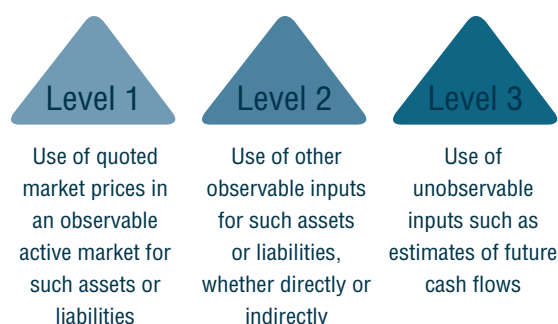 Level 1
Use of quoted
market prices in
an observable
active market for
such assets or
liabilities
Level 2
Use of other
observable inputs
for such assets
or liabilities,
whether directly or
indirectly
Level 3
Use of
unobservable
inputs such as
estimates of future
cash flows